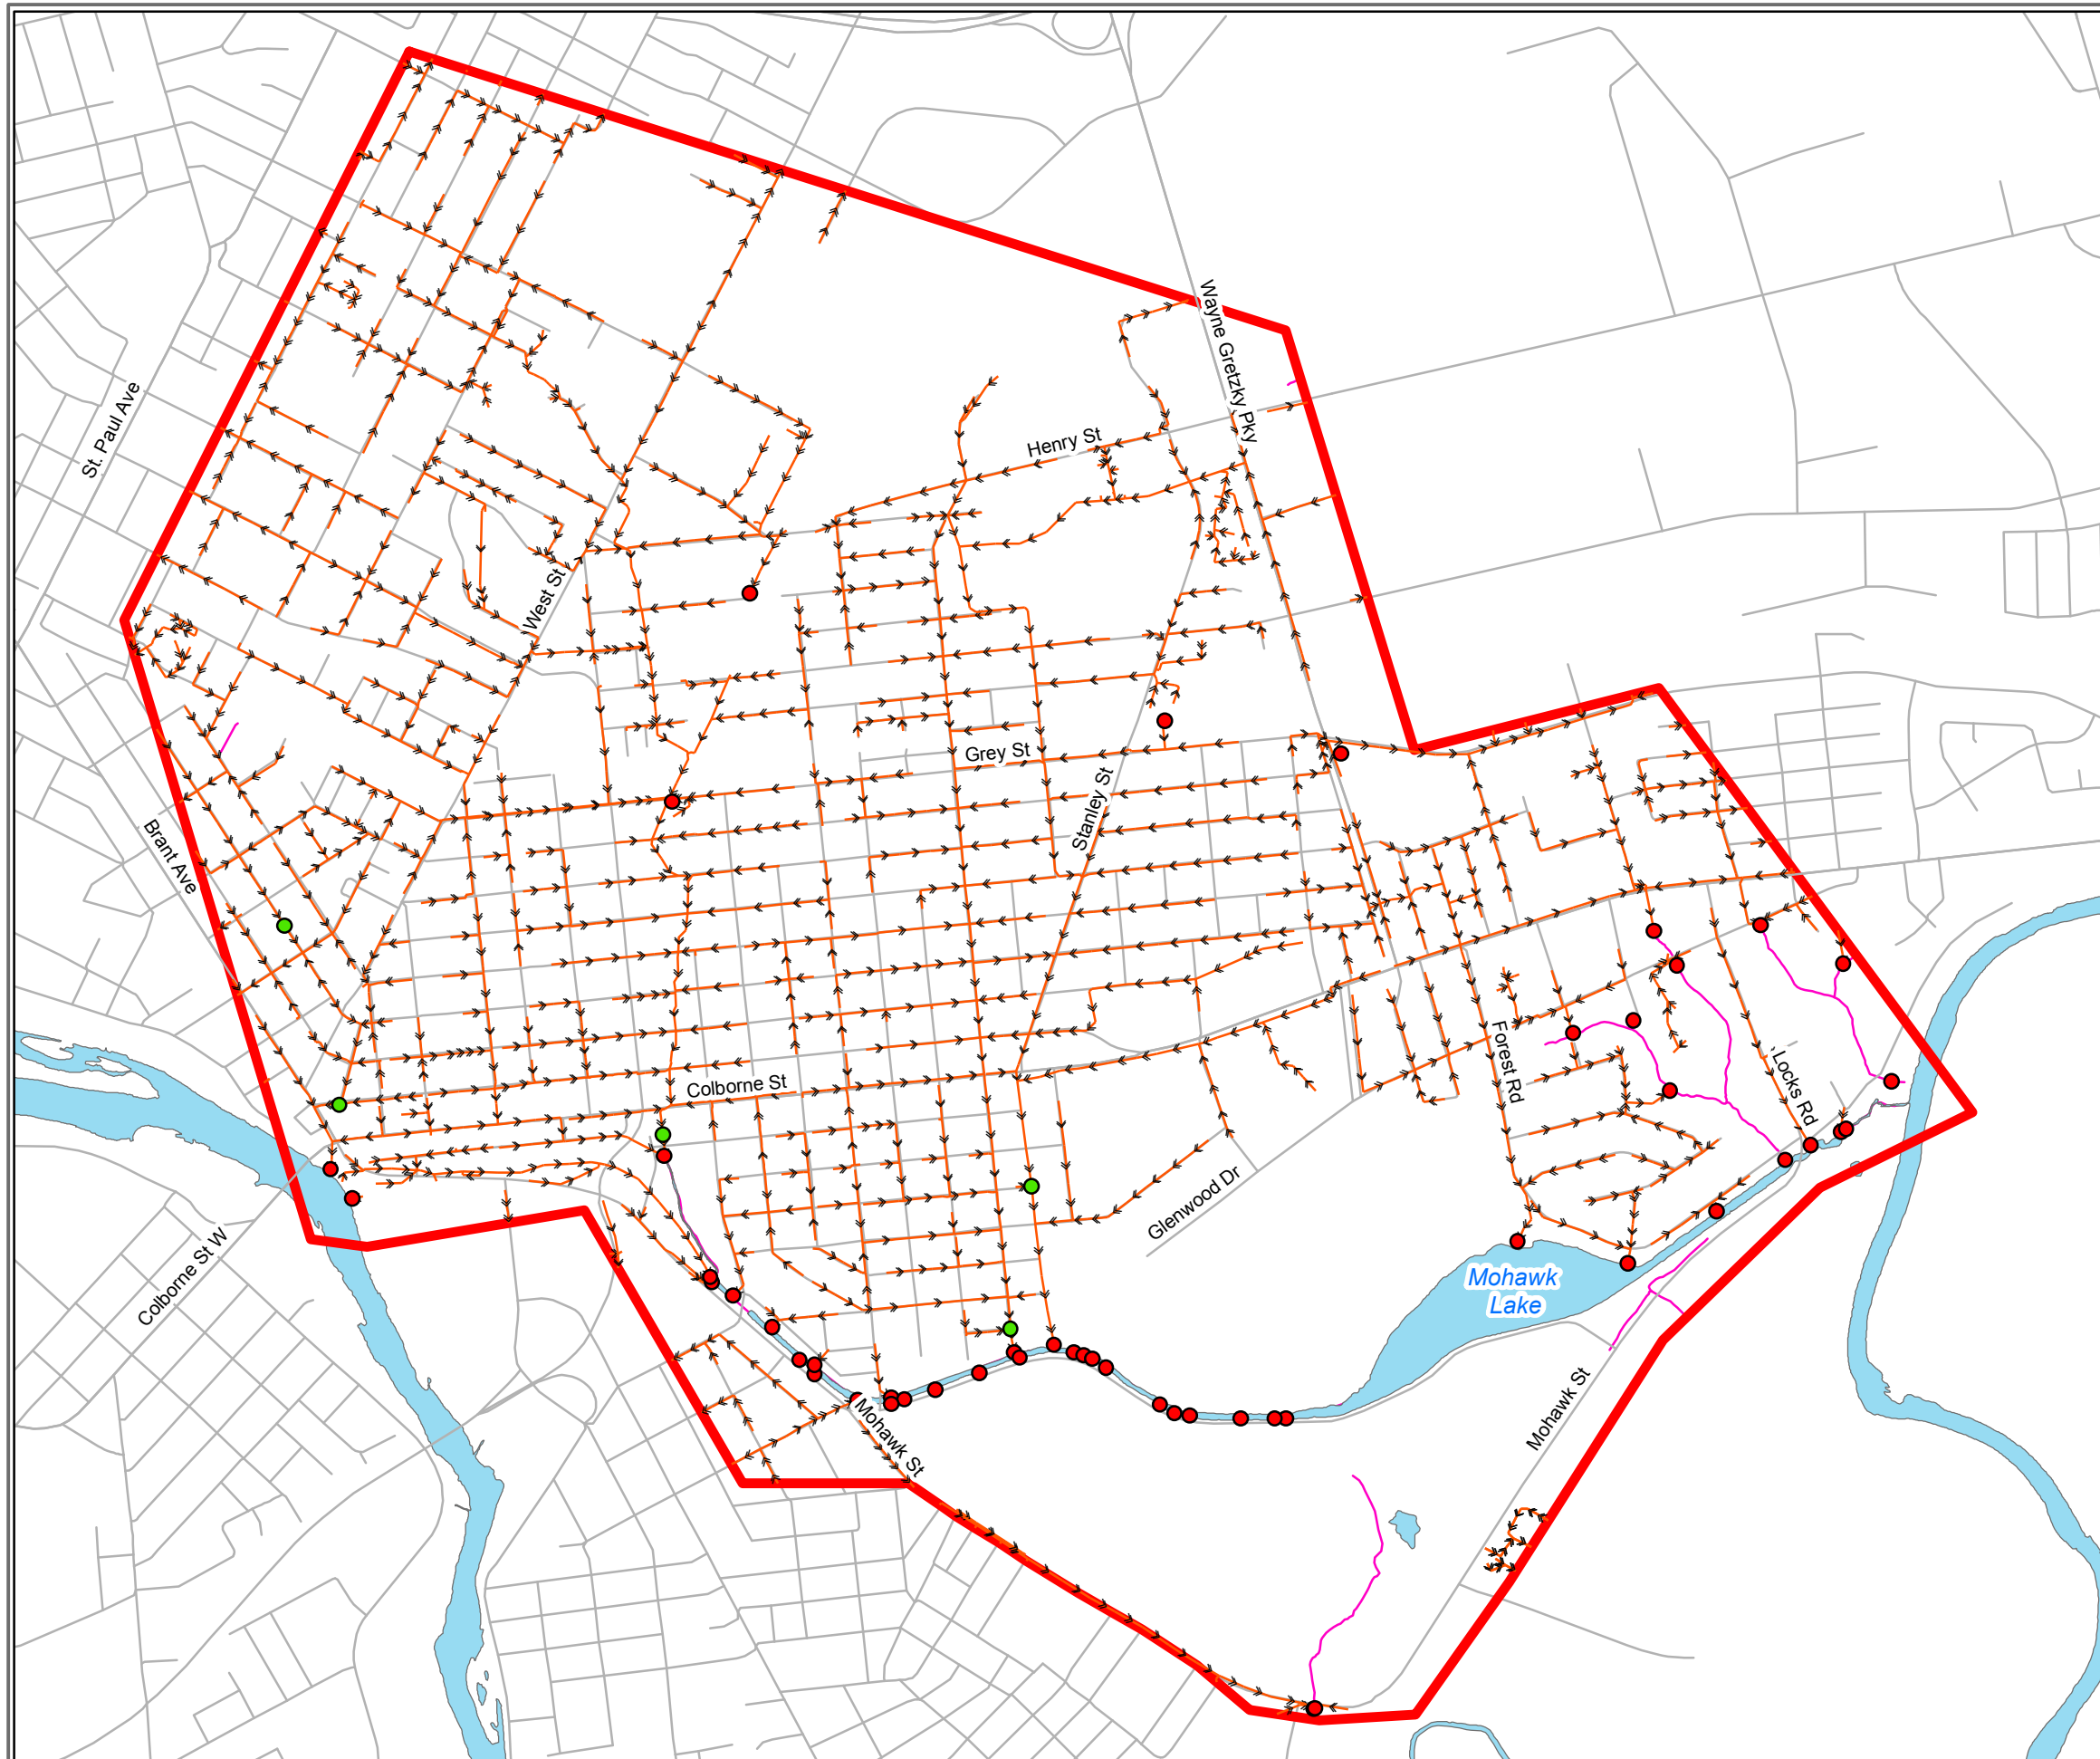 Wayne Gretzky Pky
St. Paul Ave
Henry St
West St
Grey St
Stanley St
Brant Ave
Colborne St
Forest Rd
Locks Rd
Glenwood Dr
Colborne St W
Mohawk
Lake
Mohawk St
Mohawk St